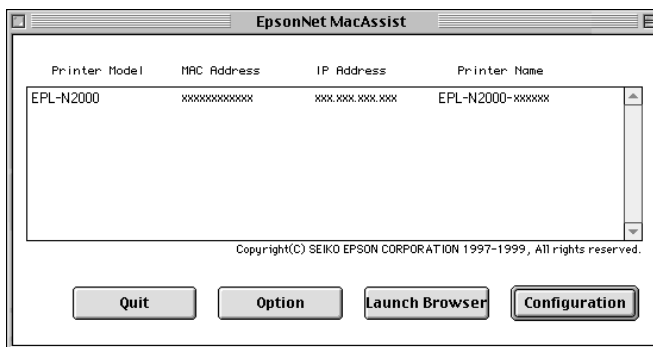 EpsonNet MacAssist
Printer Model MAC Address IP Address Printer Name
EPL-N2000 xxxxxxxxxxxx xxx.xxx.xxx.xxx EPL-N2000-xxxxxx
Copyright(C) SEIKO EPSON CORPORATION 1997-1999, All rights reserved.
Quit Option Launch Browser Configuration